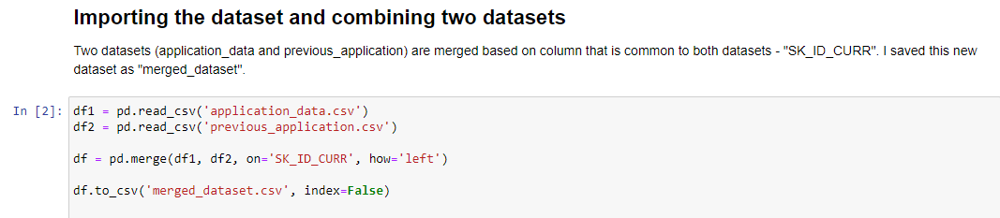 Importing the dataset and combining two datasets
Two datasets (application_data and previous_application) are merged based on column that is common to both datasets - "SK_ID_CURR". I saved this new
dataset as "merged_dataset".
In [2]: df1 = pd.read_csv('application_data.csv')
df2 = pd.read_csv('previous_application.csv')
df = pd.merge(df1, df2, on='SK_ID_CURR', how='left')
df.to_csv('merged_dataset.csv', index=False)